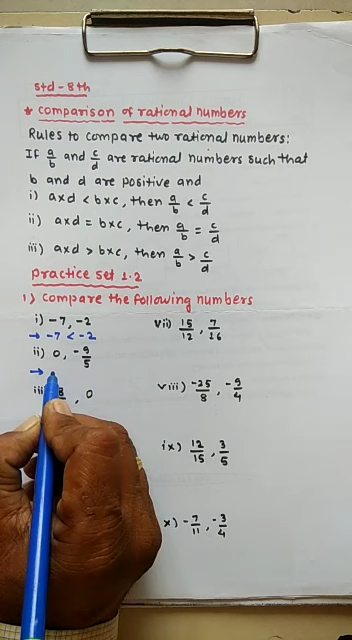 Std - 8th
* Comparison of rational numbers
Rules to compare two rational numbers:
If a/b and c/d are rational numbers such that
b and d are positive and
i) a×d < b×c, then a/b < c/d
ii) a×d = b×c, then a/b = c/d
iii) a×d > b×c, then a/b > c/d
Practice set 1.2
1) Compare the following numbers
i) -7, -2
→ -7 < -2
ii) 0, -9/5
→
iii) 8 , 0
vii) 15/12, 7/16
viii) -25/8, -9/4
ix) 12/15, 3/5
x) -7/11, -3/4